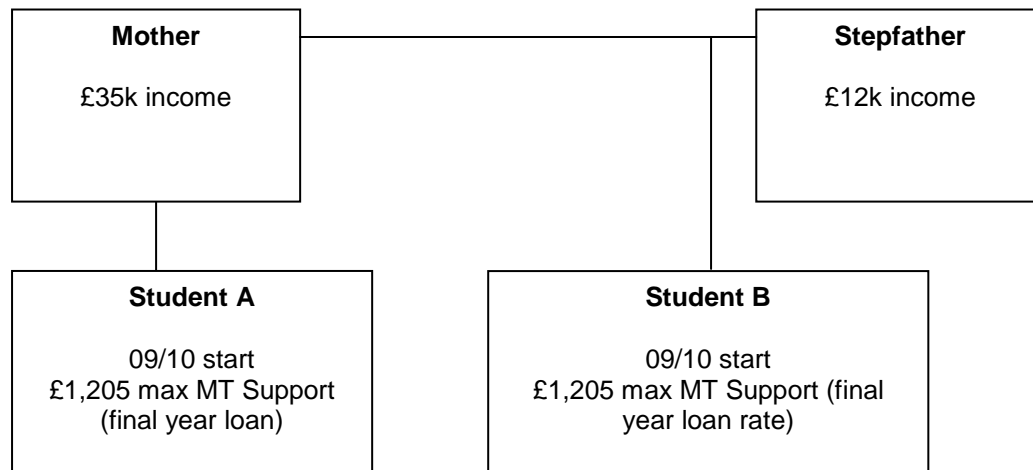 Mother
£35k income
Stepfather
£12k income
Student A
09/10 start
£1,205 max MT Support
(final year loan)
Student B
09/10 start
£1,205 max MT Support (final
year loan rate)